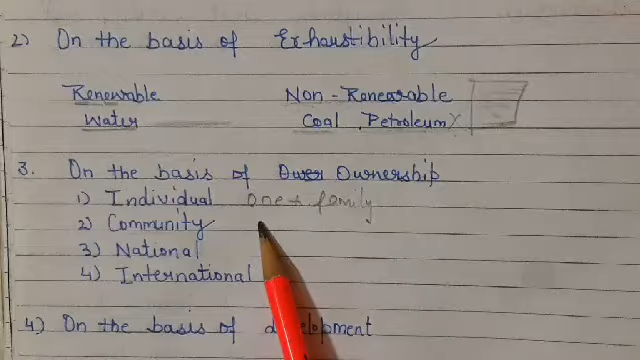 2) On the basis of Exhaustibility
Renewable Non-Renewable
Water Coal, Petroleum
3. On the basis of Ownership
1) Individual One + family
2) Community
3) National
4) International
4) On the basis of development